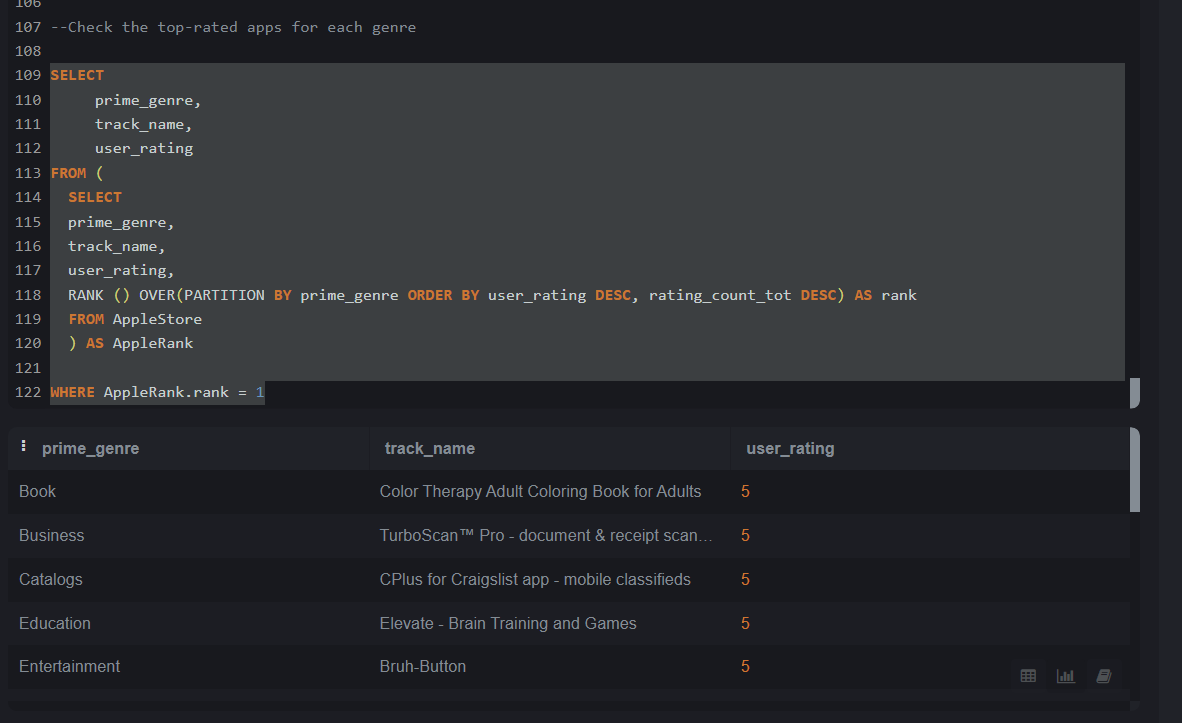 106
107 --Check the top-rated apps for each genre
108
109 SELECT
110 prime_genre,
111 track_name,
112 user_rating
113 FROM (
114 SELECT
115 prime_genre,
116 track_name,
117 user_rating,
118 RANK () OVER(PARTITION BY prime_genre ORDER BY user_rating DESC, rating_count_tot DESC) AS rank
119 FROM AppleStore
120 ) AS AppleRank
121
122 WHERE AppleRank.rank = 1
prime_genre track_name user_rating
Book Color Therapy Adult Coloring Book for Adults 5
Business TurboScan™ Pro - document & receipt scan… 5
Catalogs CPlus for Craigslist app - mobile classifieds 5
Education Elevate - Brain Training and Games 5
Entertainment Bruh-Button 5